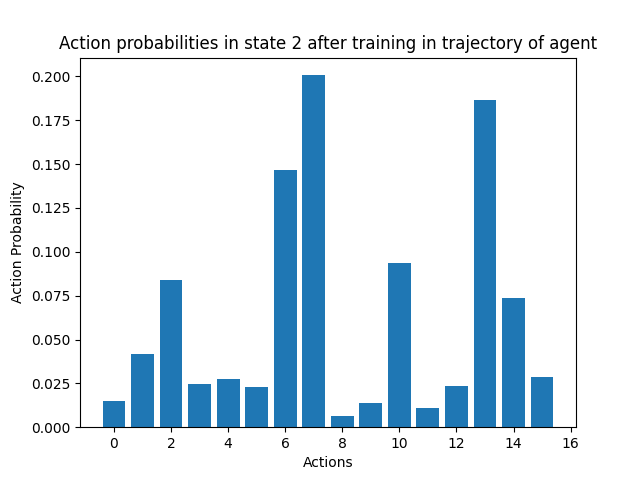 Action probabilities in state 2 after training in trajectory of agent
0.200
0.175
0.150
0.125
0.100
0.075
0.050
0.025
0.000
Action Probability
0 2 4 6 8 10 12 14 16
Actions